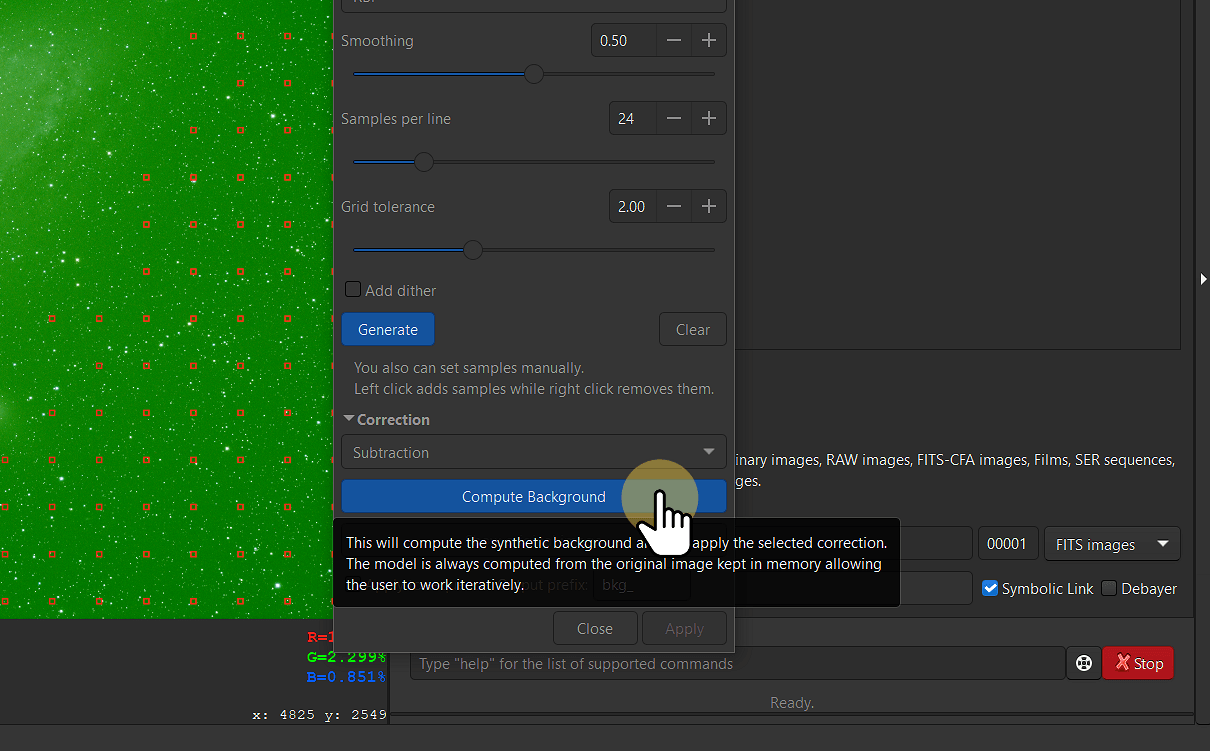 Smoothing
0.50
Samples per line
24
Grid tolerance
2.00
Add dither
Generate
Clear
You also can set samples manually.
Left click adds samples while right click removes them.
Correction
Subtraction
inary images, RAW images, FITS-CFA images, Films, SER sequences,
ges.
Compute Background
This will compute the synthetic background apply the selected correction.
The model is always computed from the original image kept in memory allowing
the user to work iteratively.
out prefix:
bkg_
00001
FITS images
Symbolic Link
Debayer
Close
Apply
R=1
G=2.299%
B=0.851%
x: 4825 y: 2549
Type "help" for the list of supported commands
Stop
Ready.